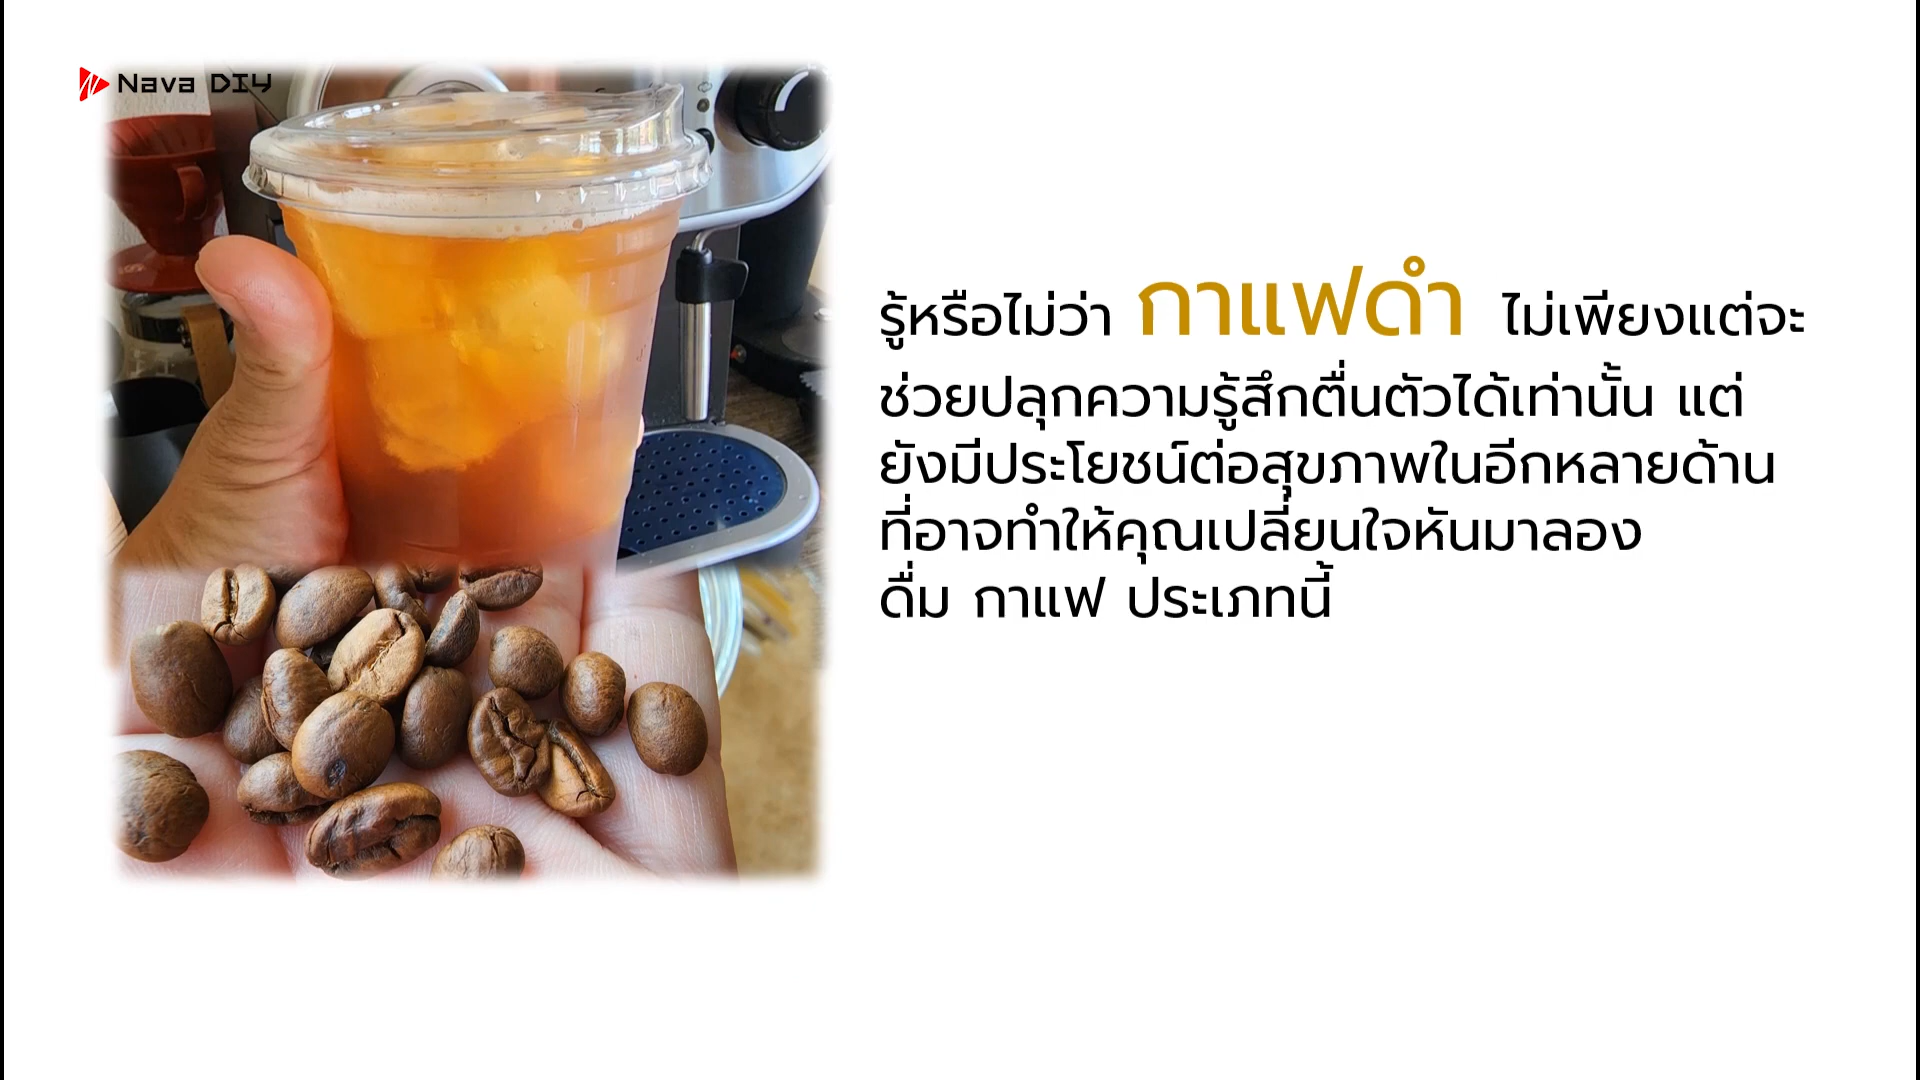 Nava DIY
รู้หรือไม่ว่า กาแฟดำ ไม่เพียงแต่จะ
ช่วยปลุกความรู้สึกตื่นตัวได้เท่านั้น แต่
ยังมีประโยชน์ต่อสุขภาพในอีกหลายด้าน
ที่อาจทำให้คุณเปลี่ยนใจหันมาลอง
ดื่ม กาแฟ ประเภทนี้